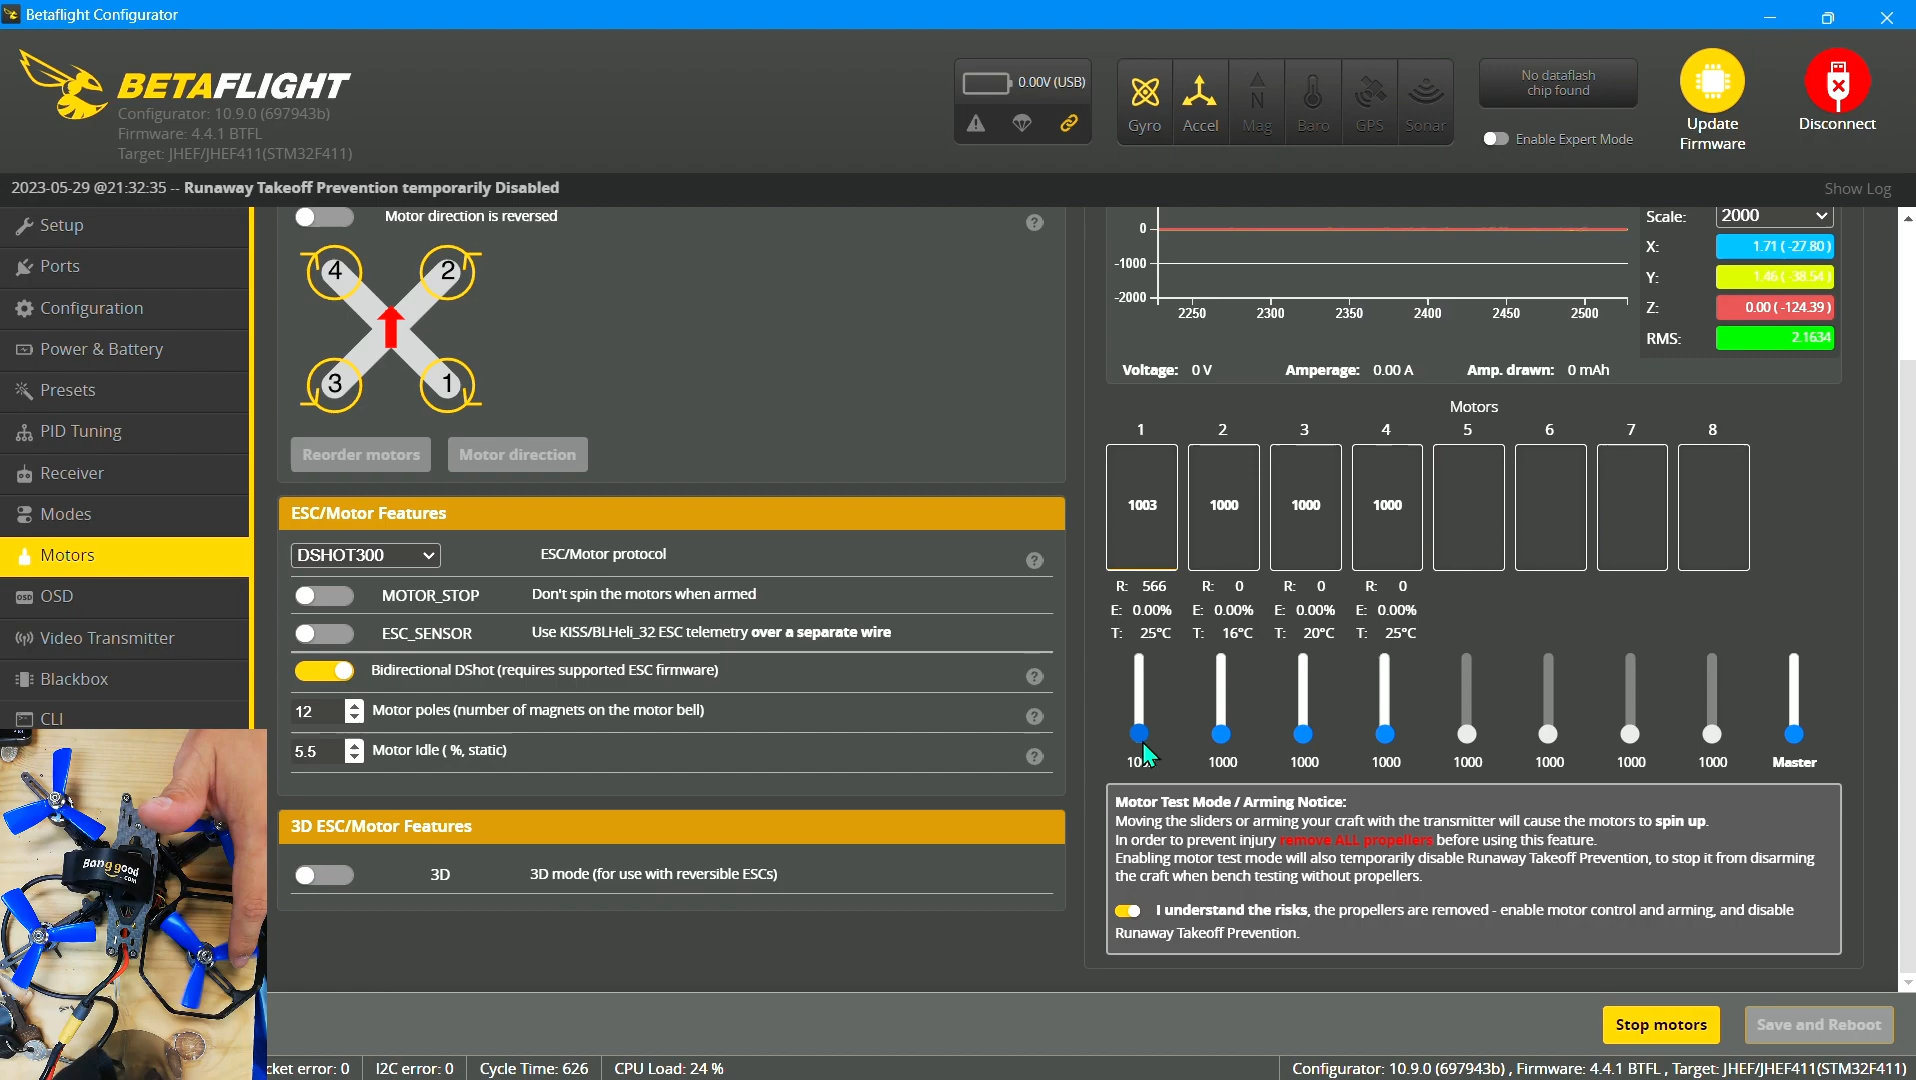 Betaflight Configurator
BETAFLIGHT
Configurator: 10.9.0 (697943b)
Firmware: 4.4.1 BTFL
Target: JHEF/JHEF411(STM32F411)
0.00V (USB)
Gyro
Accel
Mag
Baro
GPS
Sonar
No dataflash
chip found
Enable Expert Mode
Update
Firmware
Disconnect
2023-05-29 @21:32:35 -- Runaway Takeoff Prevention temporarily Disabled
Show Log
Setup
Ports
Configuration
Power & Battery
Presets
PID Tuning
Receiver
Modes
Motors
OSD
Video Transmitter
Blackbox
CLI
Motor direction is reversed
4
2
3
1
Reorder motors
Motor direction
ESC/Motor Features
DSHOT300
ESC/Motor protocol
MOTOR_STOP Don't spin the motors when armed
ESC_SENSOR Use KISS/BLHeli_32 ESC telemetry over a separate wire
Bidirectional DShot (requires supported ESC firmware)
12 Motor poles (number of magnets on the motor bell)
5.5 Motor Idle ( %, static)
3D ESC/Motor Features
3D 3D mode (for use with reversible ESCs)
0
-1000
-2000
2250 2300 2350 2400 2450 2500
Scale: 2000
X: 1.71 ( -27.80 )
Y: 1.46 ( -38.54 )
Z: 0.00 ( -124.39 )
RMS: 2.1634
Voltage: 0 V Amperage: 0.00 A Amp. drawn: 0 mAh
Motors
1 2 3 4 5 6 7 8
1003 1000 1000 1000
R: 566 R: 0 R: 0 R: 0
E: 0.00% E: 0.00% E: 0.00% E: 0.00%
T: 25°C T: 16°C T: 20°C T: 25°C
1000 1000 1000 1000 1000 1000 1000 Master
Motor Test Mode / Arming Notice:
Moving the sliders or arming your craft with the transmitter will cause the motors to spin up.
In order to prevent injury remove ALL propellers before using this feature.
Enabling motor test mode will also temporarily disable Runaway Takeoff Prevention, to stop it from disarming
the craft when bench testing without propellers.
I understand the risks, the propellers are removed - enable motor control and arming, and disable
Runaway Takeoff Prevention.
Stop motors
Save and Reboot
Banggood
.com
cket error: 0
I2C error: 0
Cycle Time: 626
CPU Load: 24 %
Configurator: 10.9.0 (697943b) , Firmware: 4.4.1 BTFL , Target: JHEF/JHEF411(STM32F411)